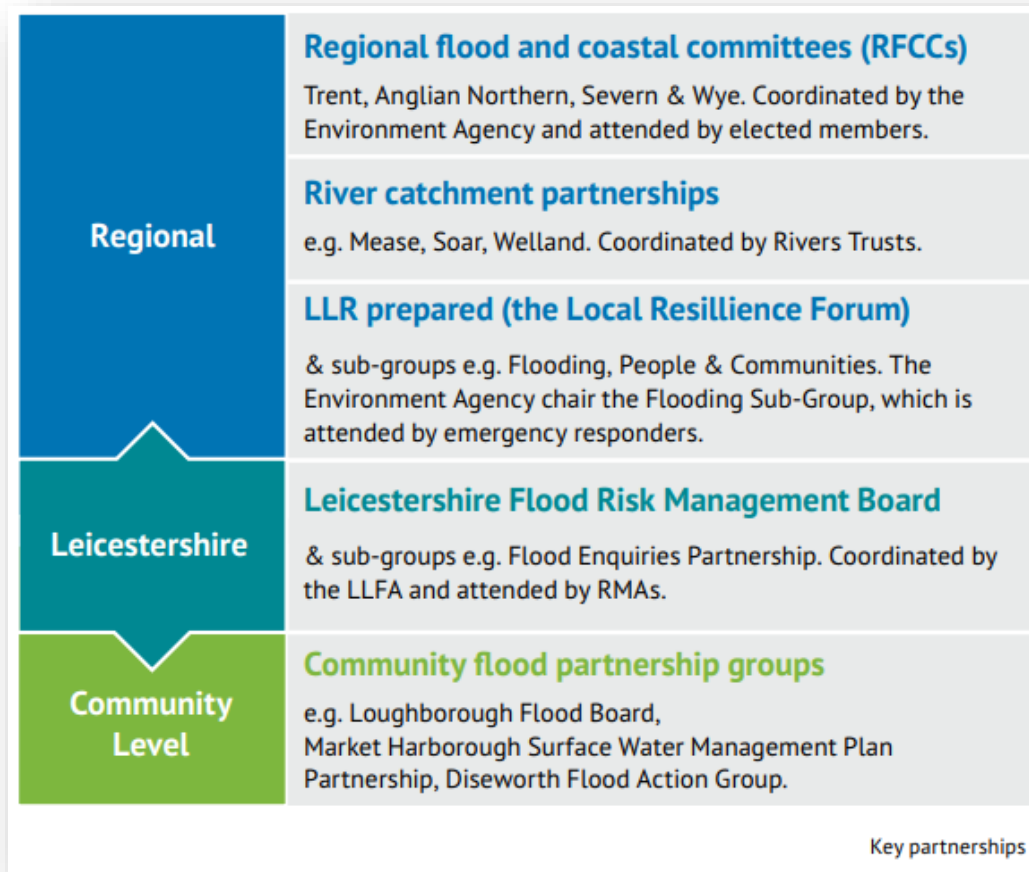 Regional
Regional flood and coastal committees (RFCCs)
Trent, Anglian Northern, Severn & Wye. Coordinated by the
Environment Agency and attended by elected members.
River catchment partnerships
e.g. Mease, Soar, Welland. Coordinated by Rivers Trusts.
LLR prepared (the Local Resillience Forum)
& sub-groups e.g. Flooding, People & Communities. The
Environment Agency chair the Flooding Sub-Group, which is
attended by emergency responders.
Leicestershire
Leicestershire Flood Risk Management Board
& sub-groups e.g. Flood Enquiries Partnership. Coordinated by
the LLFA and attended by RMAs.
Community
Level
Community flood partnership groups
e.g. Loughborough Flood Board,
Market Harborough Surface Water Management Plan
Partnership, Diseworth Flood Action Group.
Key partnerships